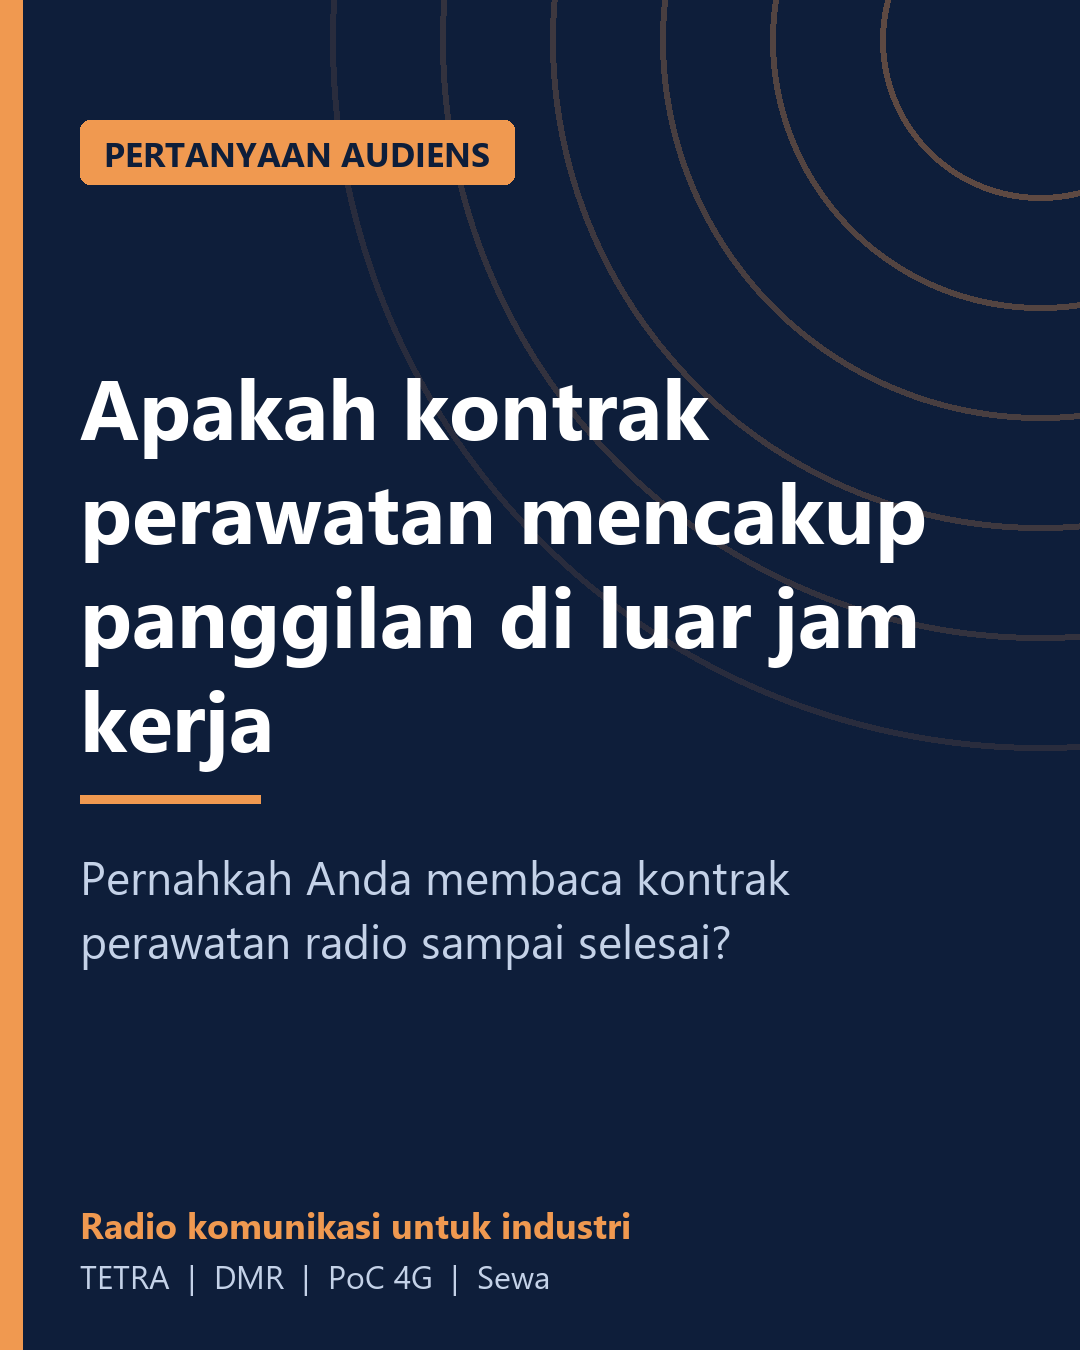 PERTANYAAN AUDIENS
Apakah kontrak
perawatan mencakup
panggilan di luar jam
kerja
Pernahkah Anda membaca kontrak
perawatan radio sampai selesai?
Radio komunikasi untuk industri
TETRA | DMR | PoC 4G | Sewa